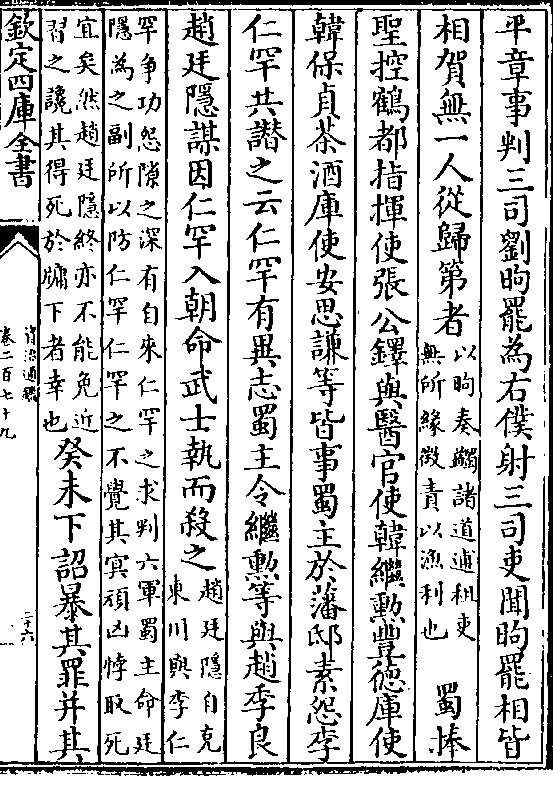 平章事判三司劉昫罷為右僕射三司吏聞昫罷相皆
相賀無一人從歸第者
以昫奏蠲諸道逋租吏
無所緣徵責以漁利也
蜀捧
聖控鶴都指揮使張公鐸與醫官使韓繼勲豐徳庫使
韓保貞茶酒庫使安思謙等皆事蜀主於藩邸素怨李
仁罕共譖之云仁罕有異志蜀主令繼勲等與趙季良
趙廷隱謀因仁罕入朝命武士執而殺之
趙廷隱自克
東川與李仁
罕争功怨隙之深有自來仁罕之求判六軍蜀主命廷
隱為之副所以防仁罕仁罕之不覺其冥頑凶悖取死
宜矣然趙廷隱終亦不能免近
習之讒其得死於牖下者幸也
癸未下詔暴其罪并其
欽定四庫全書
資治通鑑
卷二百七十九
二十六